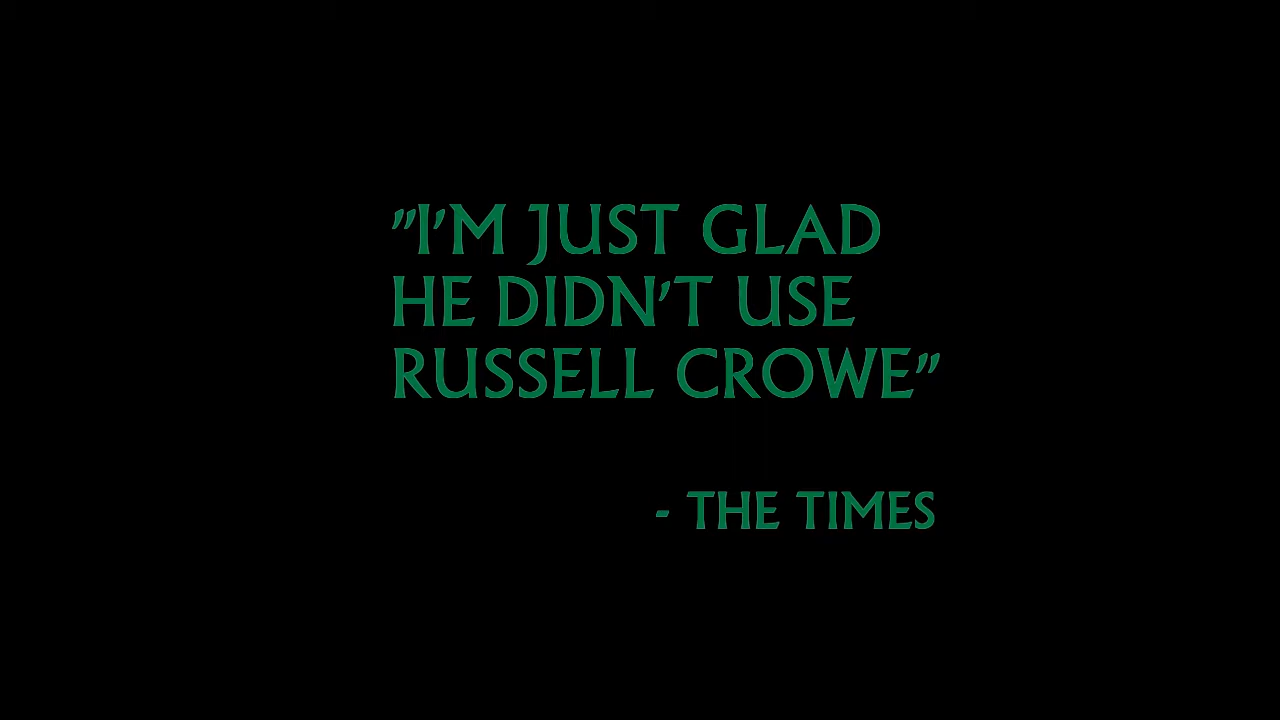 ”I’M JUST GLAD
HE DIDN’T USE
RUSSELL CROWE”
- THE TIMES